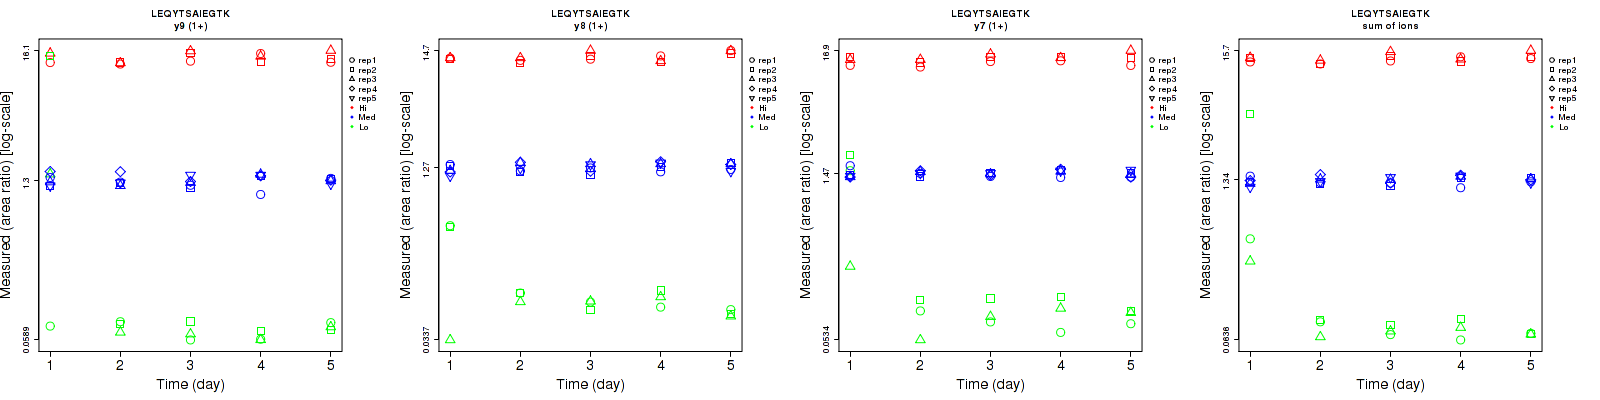 LEQYTSAIEGTK
y9 (1+)
Measured (area ratio) [log-scale]
16.1
1.3
0.0589
1 2 3 4 5
Time (day)
rep1
rep2
rep3
rep4
rep5
Hi
Med
Lo
LEQYTSAIEGTK
y8 (1+)
Measured (area ratio) [log-scale]
14.7
1.27
0.0337
1 2 3 4 5
Time (day)
rep1
rep2
rep3
rep4
rep5
Hi
Med
Lo
LEQYTSAIEGTK
y7 (1+)
Measured (area ratio) [log-scale]
16.9
1.47
0.0534
1 2 3 4 5
Time (day)
rep1
rep2
rep3
rep4
rep5
Hi
Med
Lo
LEQYTSAIEGTK
sum of ions
Measured (area ratio) [log-scale]
15.7
1.34
0.0636
1 2 3 4 5
Time (day)
rep1
rep2
rep3
rep4
rep5
Hi
Med
Lo